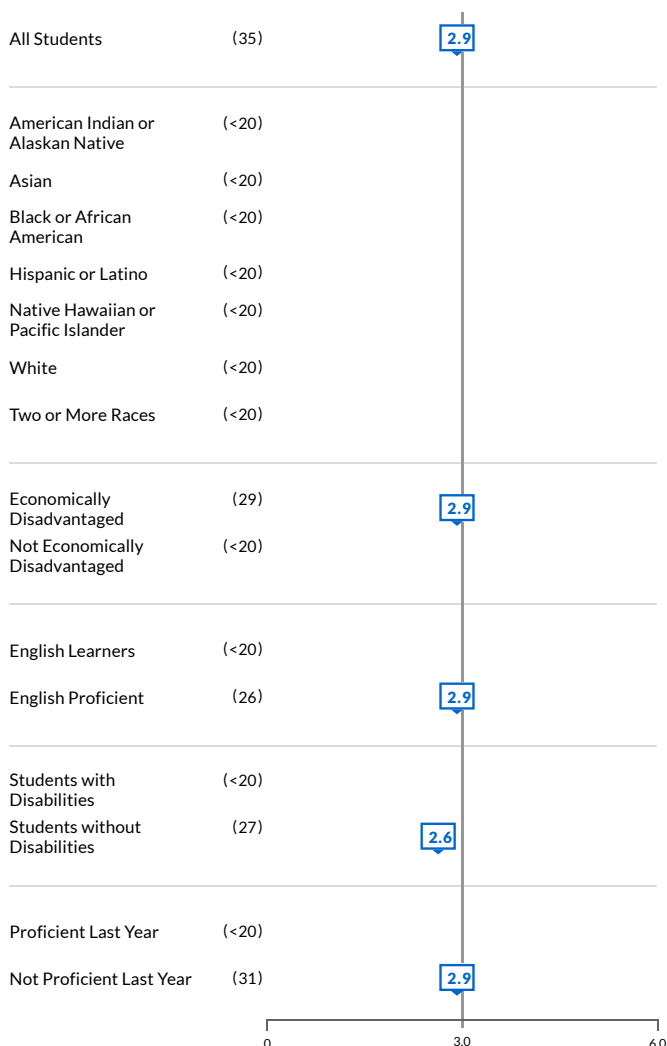 All Students (35) 2.9
American Indian or (<20)
Alaskan Native
Asian (<20)
Black or African (<20)
American
Hispanic or Latino (<20)
Native Hawaiian or (<20)
Pacific Islander
White (<20)
Two or More Races (<20)
Economically (29) 2.9
Disadvantaged
Not Economically (<20)
Disadvantaged
English Learners (<20)
English Proficient (26) 2.9
Students with (<20)
Disabilities
Students without (27) 2.6
Disabilities
Proficient Last Year (<20)
Not Proficient Last Year (31) 2.9
0 3.0 6.0